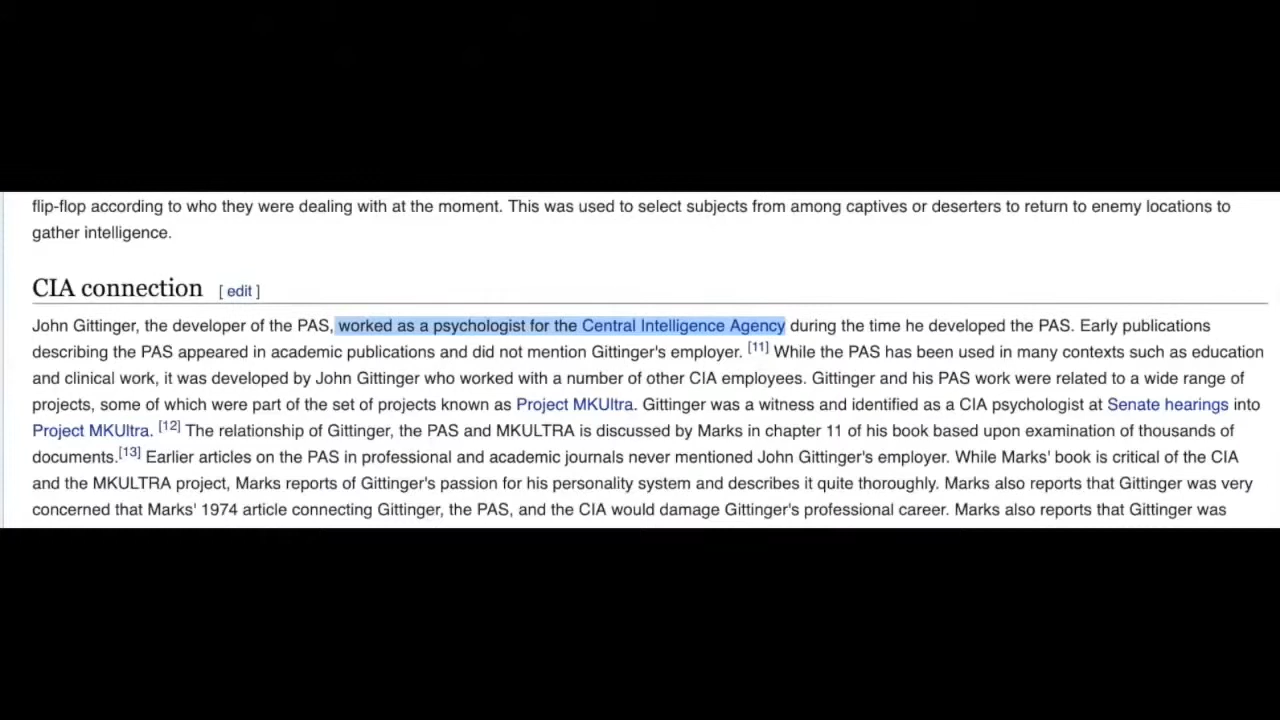 flip-flop according to who they were dealing with at the moment. This was used to select subjects from among captives or deserters to return to enemy locations to
gather intelligence.
CIA connection [ edit ]
John Gittinger, the developer of the PAS, worked as a psychologist for the Central Intelligence Agency during the time he developed the PAS. Early publications
describing the PAS appeared in academic publications and did not mention Gittinger's employer. [11] While the PAS has been used in many contexts such as education
and clinical work, it was developed by John Gittinger who worked with a number of other CIA employees. Gittinger and his PAS work were related to a wide range of
projects, some of which were part of the set of projects known as Project MKUltra. Gittinger was a witness and identified as a CIA psychologist at Senate hearings into
Project MKUltra. [12] The relationship of Gittinger, the PAS and MKULTRA is discussed by Marks in chapter 11 of his book based upon examination of thousands of
documents.[13] Earlier articles on the PAS in professional and academic journals never mentioned John Gittinger's employer. While Marks' book is critical of the CIA
and the MKULTRA project, Marks reports of Gittinger's passion for his personality system and describes it quite thoroughly. Marks also reports that Gittinger was very
concerned that Marks' 1974 article connecting Gittinger, the PAS, and the CIA would damage Gittinger's professional career. Marks also reports that Gittinger was